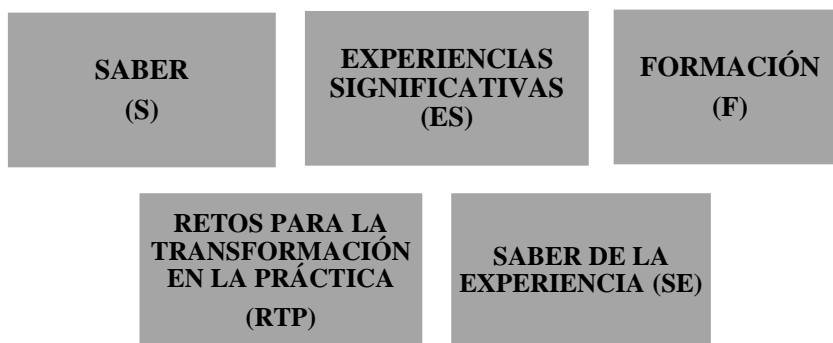 SABER
(S)
EXPERIENCIAS
SIGNIFICATIVAS
(ES)
FORMACIÓN
(F)
RETOS PARA LA
TRANSFORMACIÓN
EN LA PRÁCTICA
(RTP)
SABER DE LA
EXPERIENCIA (SE)